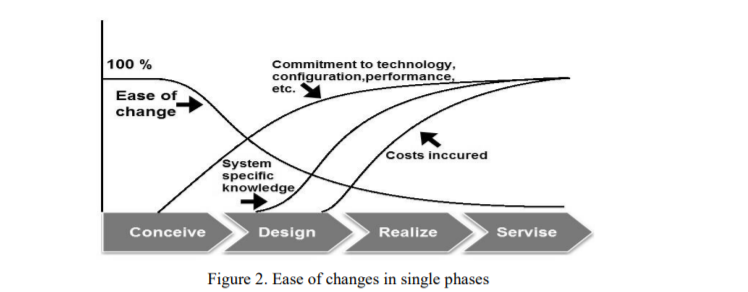 100 %
Commitment to technology,
configuration,performance,
etc.
Ease of
change
System
specific
knowledge
Costs inccured
Conceive
Design
Realize
Servise
Figure 2. Ease of changes in single phases